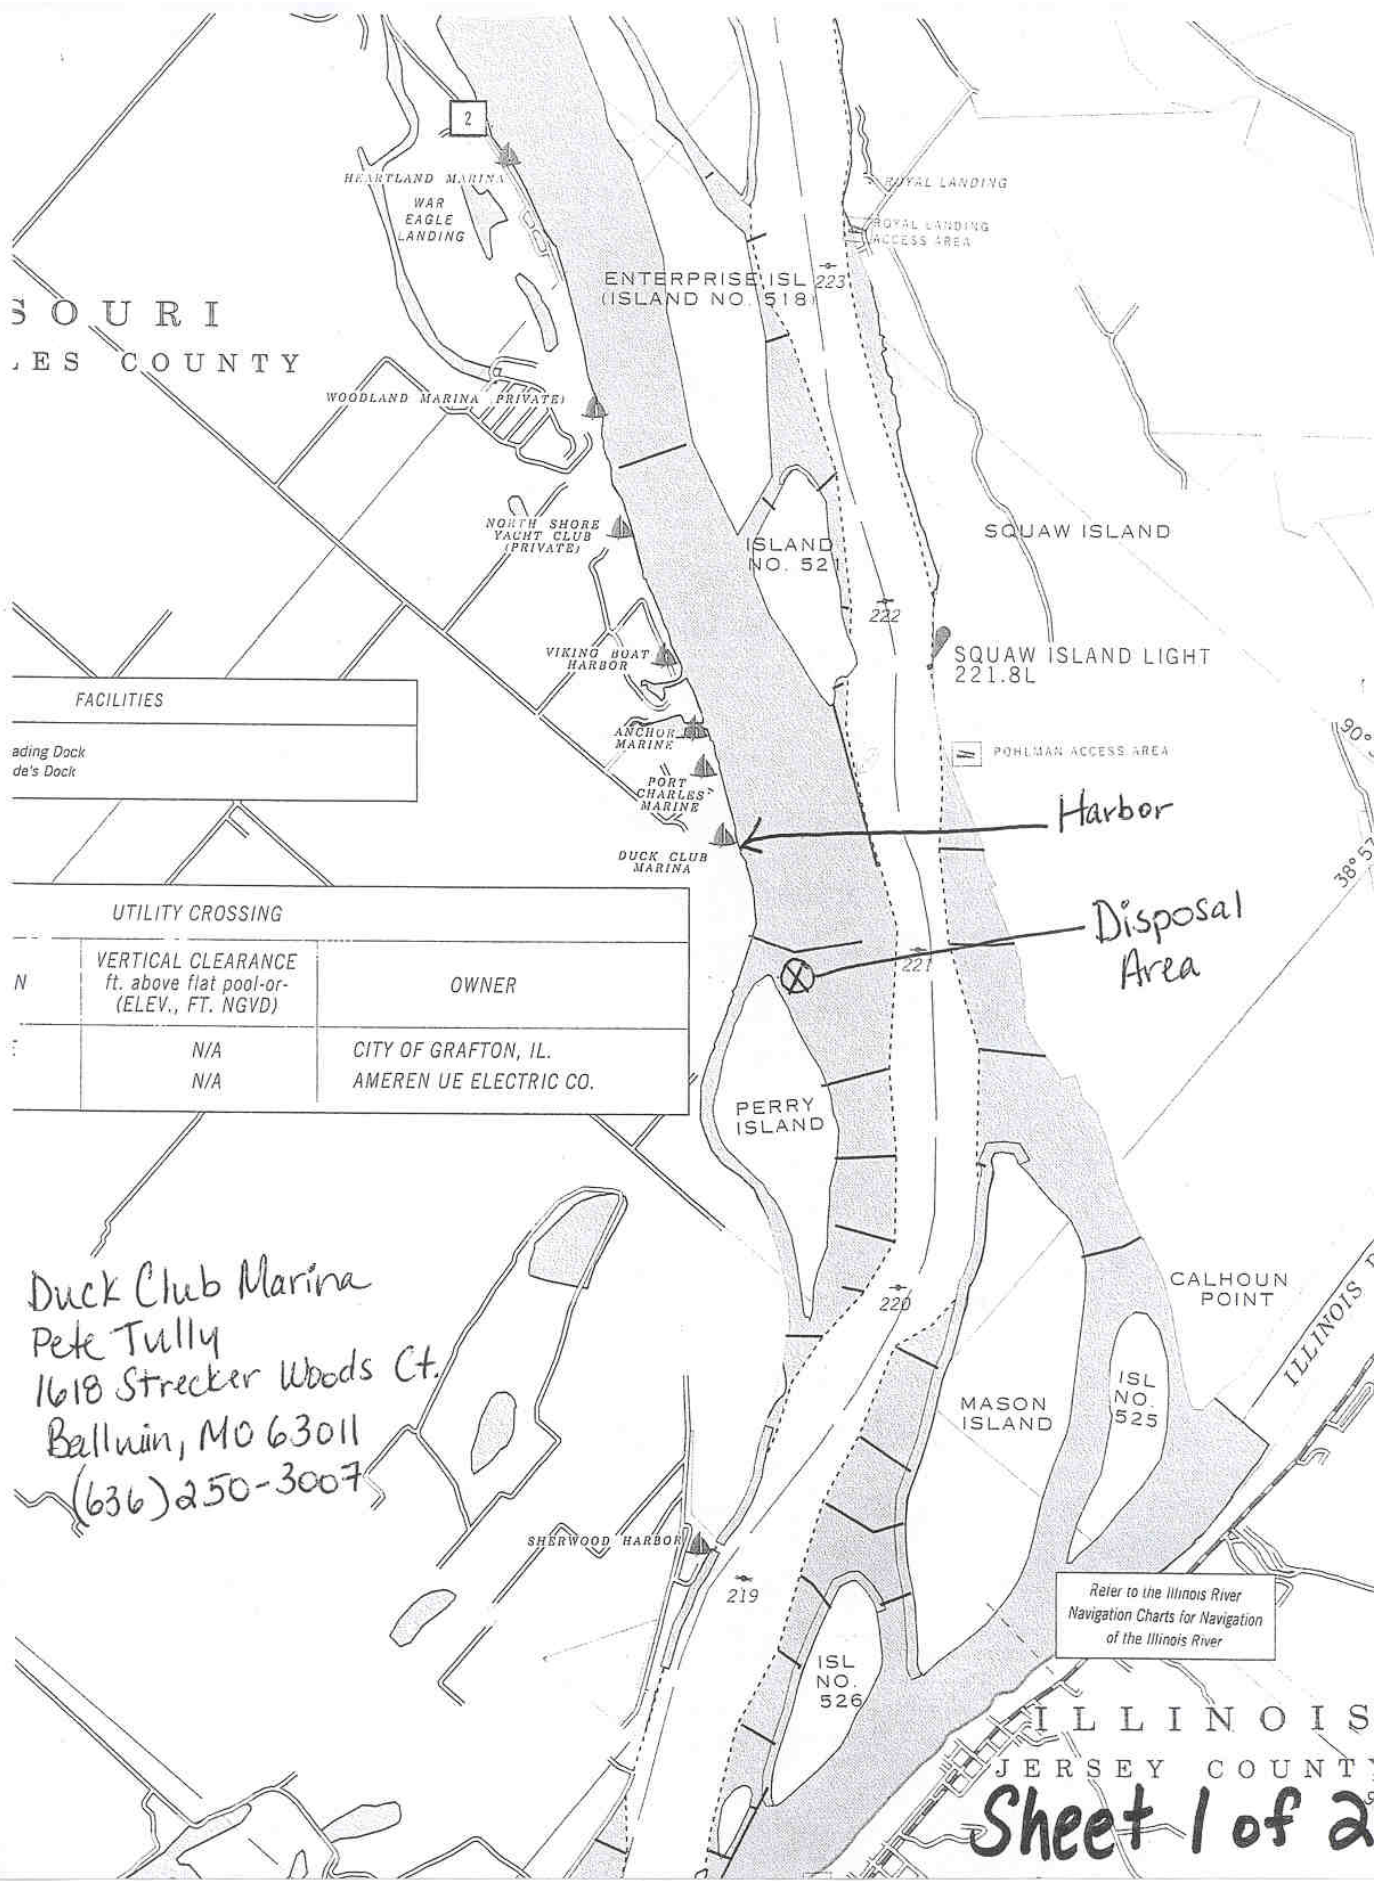 2
HEARTLAND MARINA
WAR
EAGLE
LANDING
ROYAL LANDING
ROYAL LANDING
ACCESS AREA
ENTERPRISE ISL
(ISLAND NO. 518)
223
SOURI
LES COUNTY
WOODLAND MARINA (PRIVATE)
NORTH SHORE
YACHT CLUB
(PRIVATE)
ISLAND
NO. 521
SQUAW ISLAND
222
VIKING BOAT
HARBOR
SQUAW ISLAND LIGHT
221.8L
FACILITIES
ading Dock
de's Dock
ANCHOR
MARINE
POHLMAN ACCESS AREA
90°
PORT
CHARLES
MARINE
Harbor
DUCK CLUB
MARINA
38° 57
UTILITY CROSSING
N
VERTICAL CLEARANCE
ft. above flat pool-or-
(ELEV., FT. NGVD)
OWNER
N/A
CITY OF GRAFTON, IL.
N/A
AMEREN UE ELECTRIC CO.
Disposal
Area
221
PERRY
ISLAND
Duck Club Marina
Pete Tully
1618 Strecker Woods Ct.
Ballwin, MO 63011
(636) 250-3007
220
CALHOUN
POINT
ILLINOIS
MASON
ISLAND
ISL
NO.
525
SHERWOOD HARBOR
219
Refer to the Illinois River
Navigation Charts for Navigation
of the Illinois River
ISL
NO.
526
ILLINOIS
JERSEY COUNTY
Sheet 1 of 2